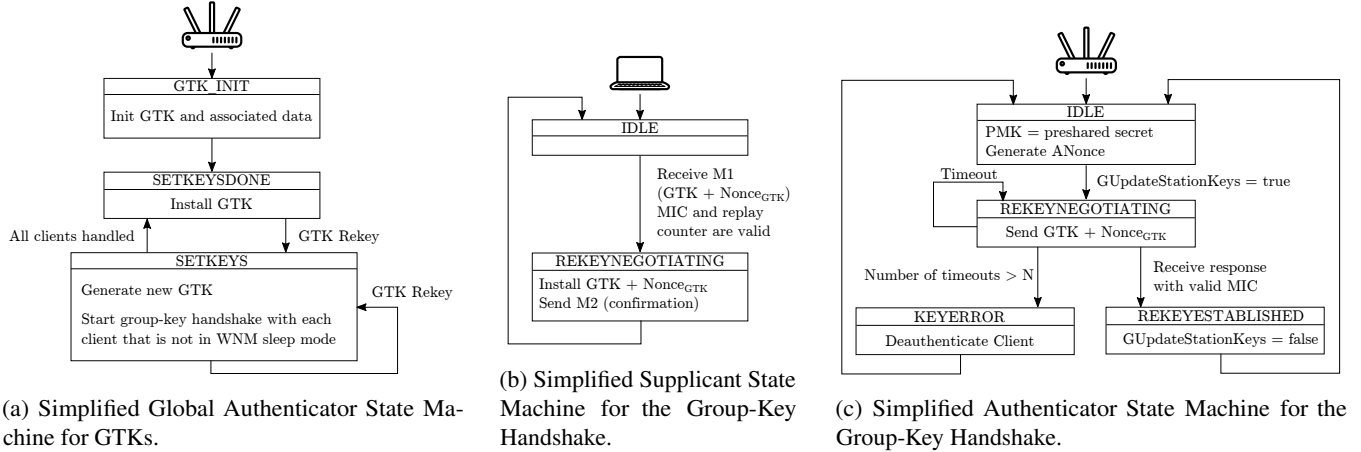 GTK_INIT
Init GTK and associated data
SETKEYSDONE
Install GTK
All clients handled
GTK Rekey
SETKEYS
Generate new GTK
Start group-key handshake with each
client that is not in WNM sleep mode
GTK Rekey
(a) Simplified Global Authenticator State Ma-
chine for GTKs.
IDLE
Receive M1
(GTK + Nonce_GTK)
MIC and replay
counter are valid
REKEYNEGOTIATING
Install GTK + Nonce_GTK
Send M2 (confirmation)
(b) Simplified Supplicant State
Machine for the Group-Key
Handshake.
IDLE
PMK = preshared secret
Generate ANonce
Timeout
GUpdateStationKeys = true
REKEYNEGOTIATING
Send GTK + Nonce_GTK
Number of timeouts > N
Receive response
with valid MIC
KEYERROR
Deauthenticate Client
REKEYESTABLISHED
GUpdateStationKeys = false
(c) Simplified Authenticator State Machine for the
Group-Key Handshake.